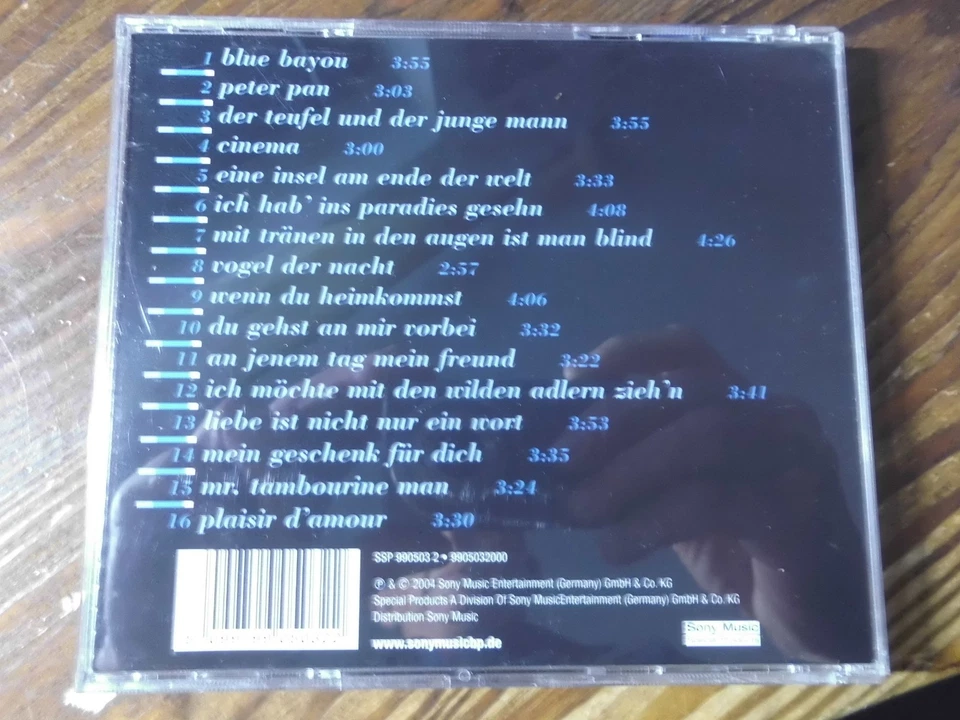 1 blue bayou 3:55
2 peter pan 3:03
3 der teufel und der junge mann 3:55
4 cinema 3:00
5 eine insel am ende der welt 3:33
6 ich hab' ins paradies gesehn 4:08
7 mit tränen in den augen ist man blind 4:26
8 vogel der nacht 2:57
9 wenn du heimkommst 4:06
10 du gehst an mir vorbei 3:32
11 an jenem tag mein freund 3:22
12 ich möchte mit den wilden adlern zieh'n 3:41
13 liebe ist nicht nur ein wort 3:53
14 mein geschenk für dich 3:35
15 mr. tambourine man 3:24
16 plaisir d'amour 3:30
SSP 990503 2 • 9905032000
℗ & © 2004 Sony Music Entertainment (Germany) GmbH & Co. KG
Special Products A Division Of Sony MusicEntertainment (Germany) GmbH & Co. KG
Distribution Sony Music
Sony Music